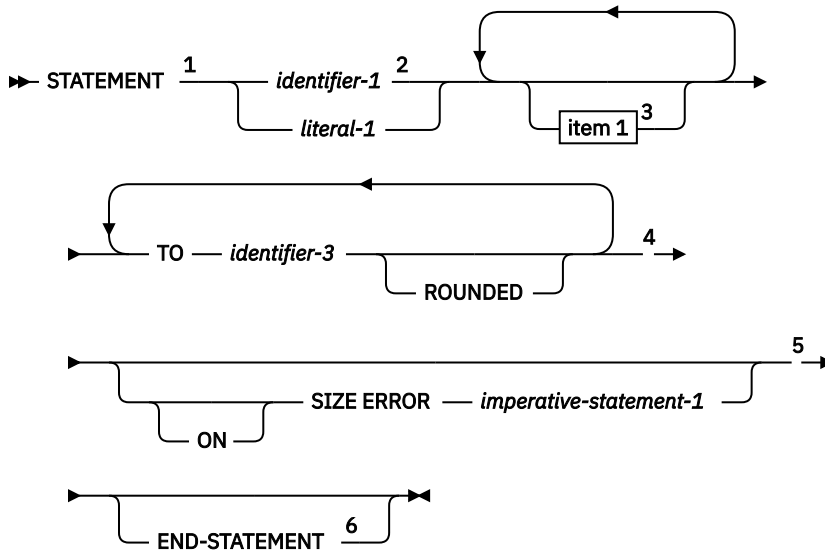 STATEMENT 1 identifier-1 2
literal-1 item 1 3
TO identifier-3 4
ROUNDED
5
SIZE ERROR imperative-statement-1
ON
END-STATEMENT 6